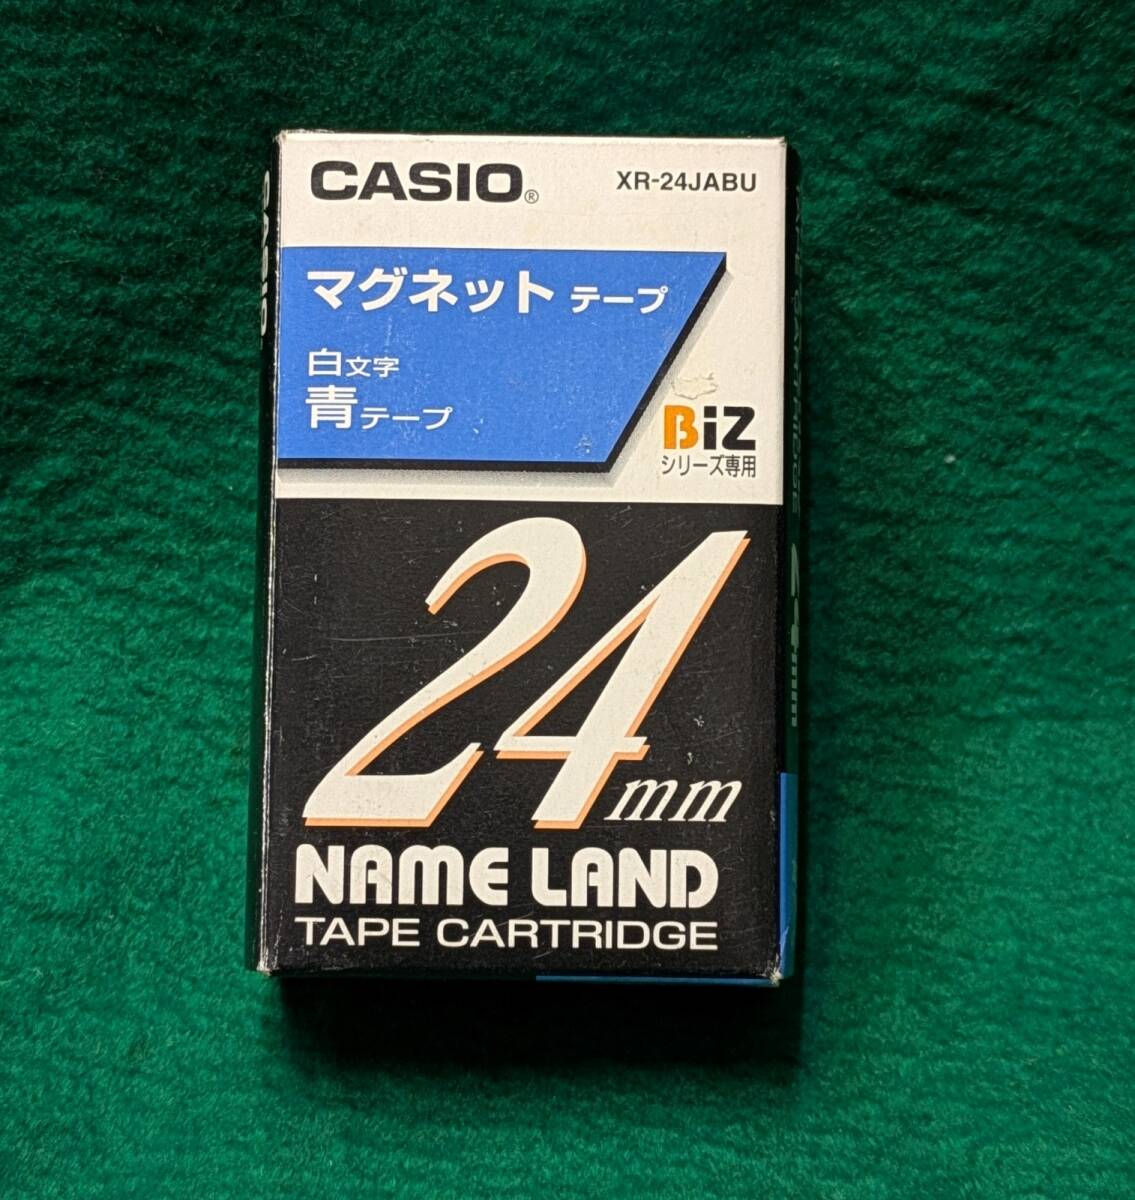 CASIO®
XR-24JABU
マグネット テープ
白文字
青テープ
BiZ
シリーズ専用
24mm
NAME LAND
TAPE CARTRIDGE